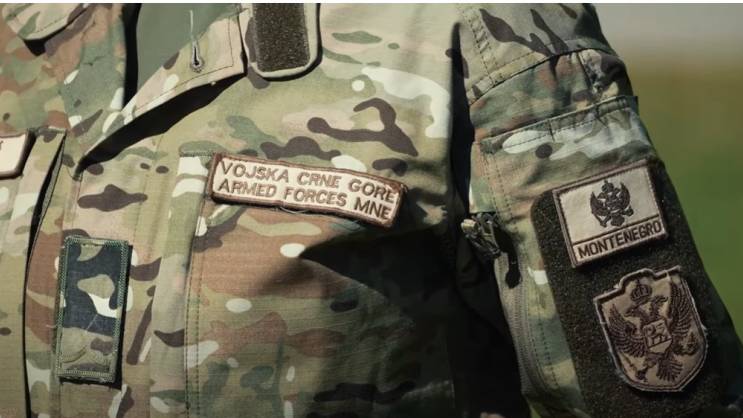 VOJSKA CRNE GORE
ARMED FORCES MNE
MONTENEGRO